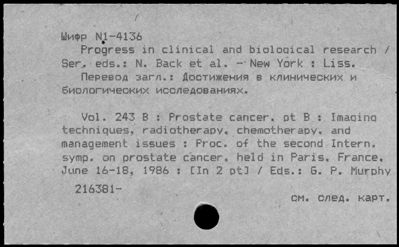 Шифр N1-4136
Progress in clinical and biological research /
Ser. eds.: N. Back et al. - New York : Liss.
Перевод загл.: Достижения в клинических и
биологических исследованиях.
Vol. 243 B : Prostate cancer. pt B : Imaging
techniques, radiotherapy, chemotherapy, and
management issues : Proc. of the second Intern.
symp. on prostate cancer, held in Paris, France,
June 16-18, 1986 : [In 2 pt] / Eds.: G. P. Murphy
216381-
см. след. карт.